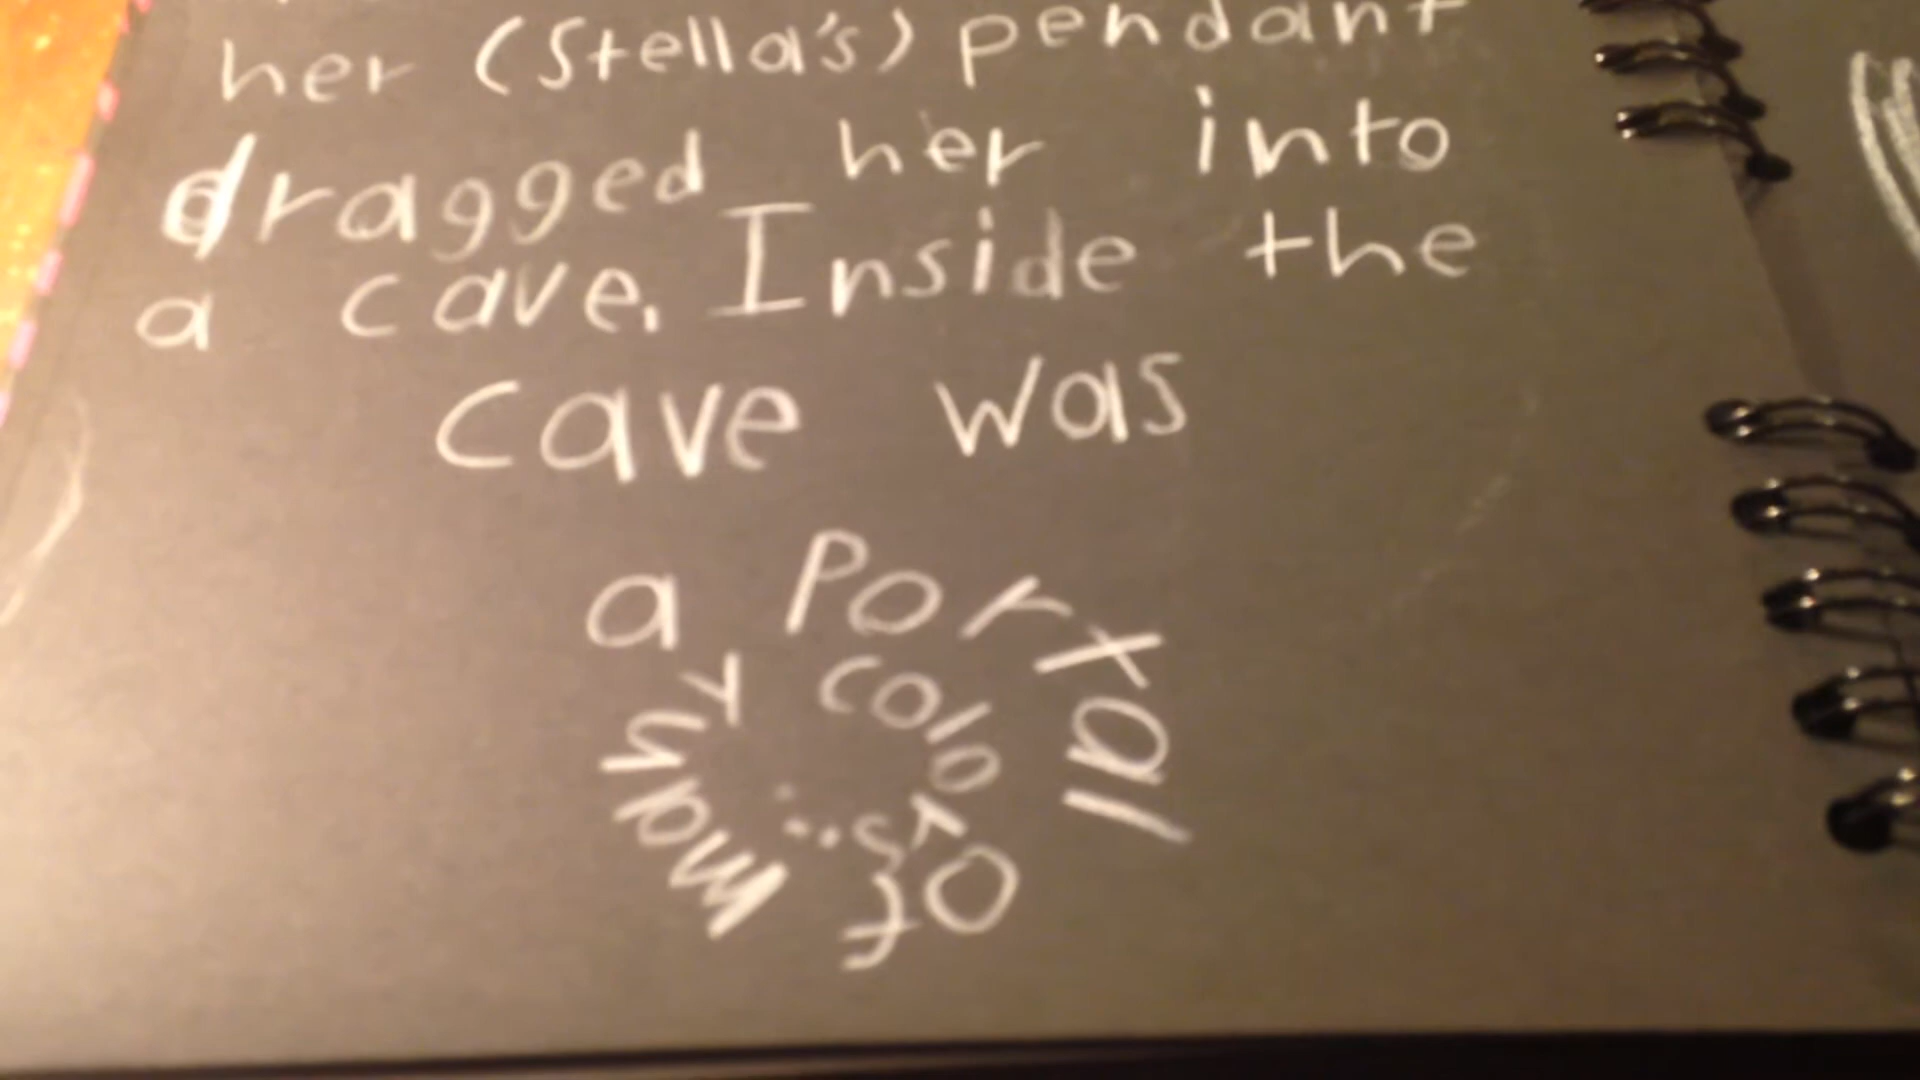 her (Stella's) pendant
dragged her into
a cave. Inside the
cave was
a Portal
of
many
colors...